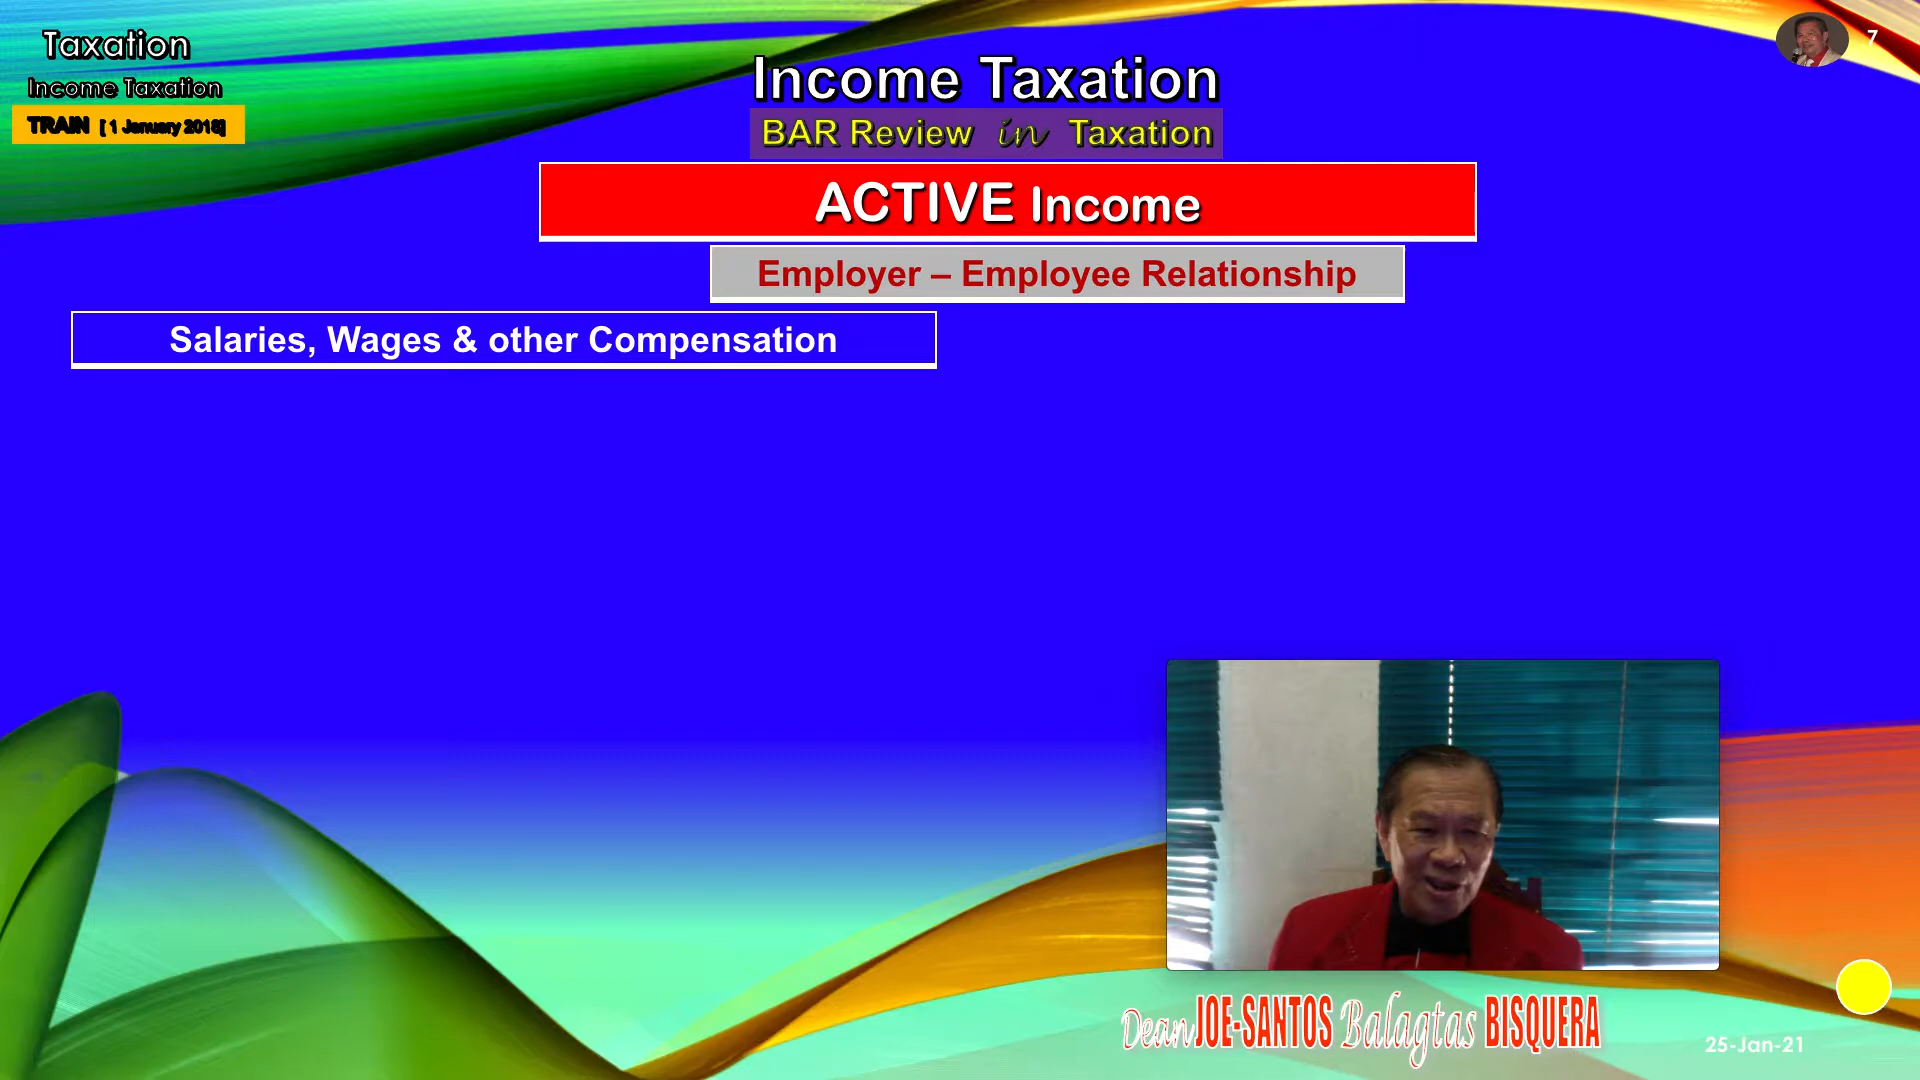 Taxation
Income Taxation
TRAIN [ 1 January 2018]
7
Income Taxation
BAR Review in Taxation
ACTIVE Income
Employer – Employee Relationship
Salaries, Wages & other Compensation
Dean JOE-SANTOS Balagtas BISQUERA
25-Jan-21